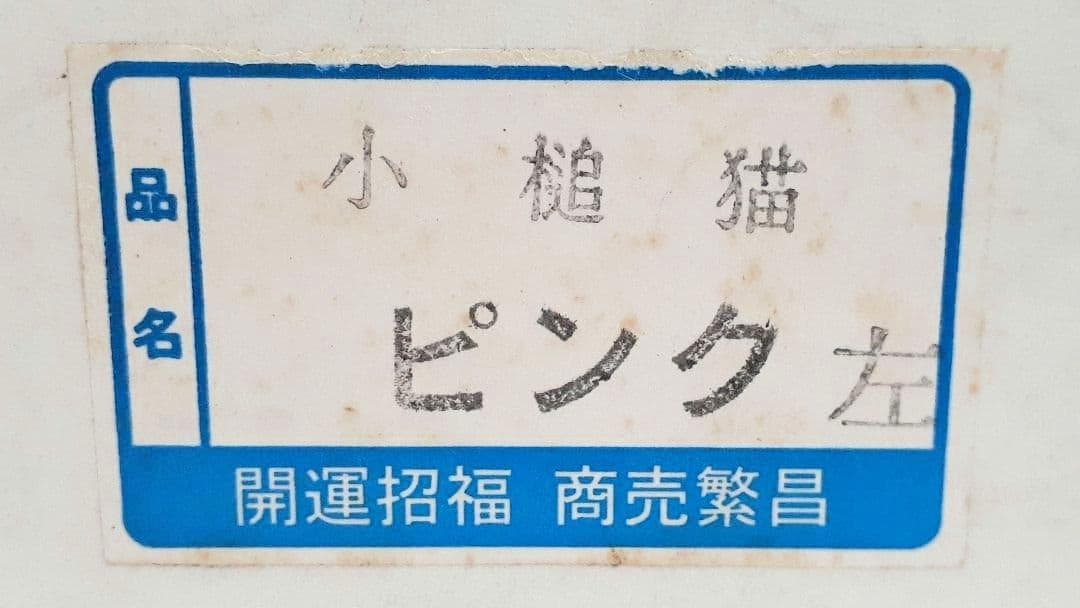 品名
小槌猫
ピンク左
開運招福 商売繁昌